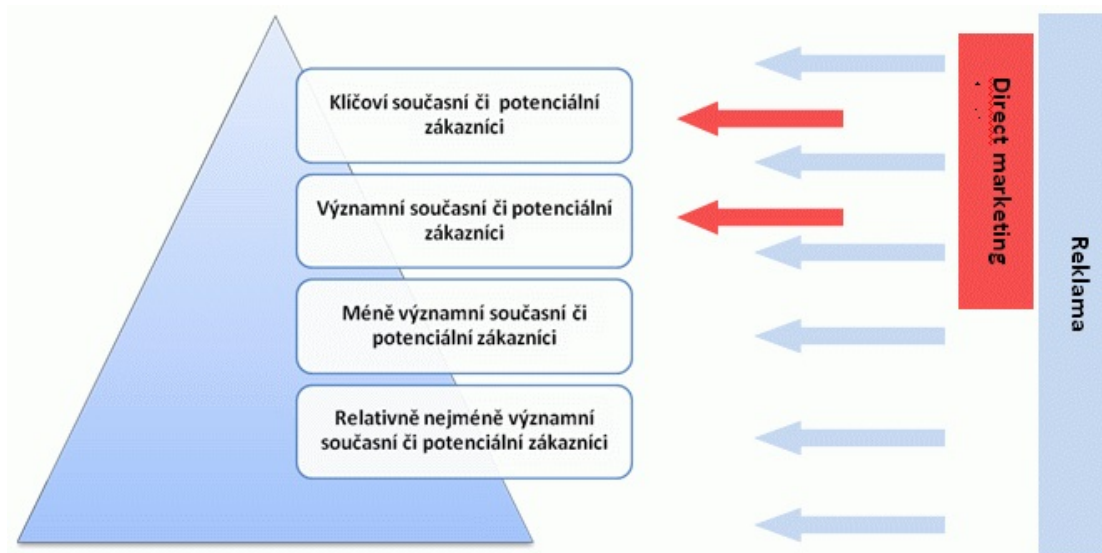 Klíčoví současní či potenciální
zákazníci
Významní současní či potenciální
zákazníci
Méně významní současní či
potenciální zákazníci
Relativně nejméně významní
současní či potenciální zákazníci
Direct marketing
Reklama